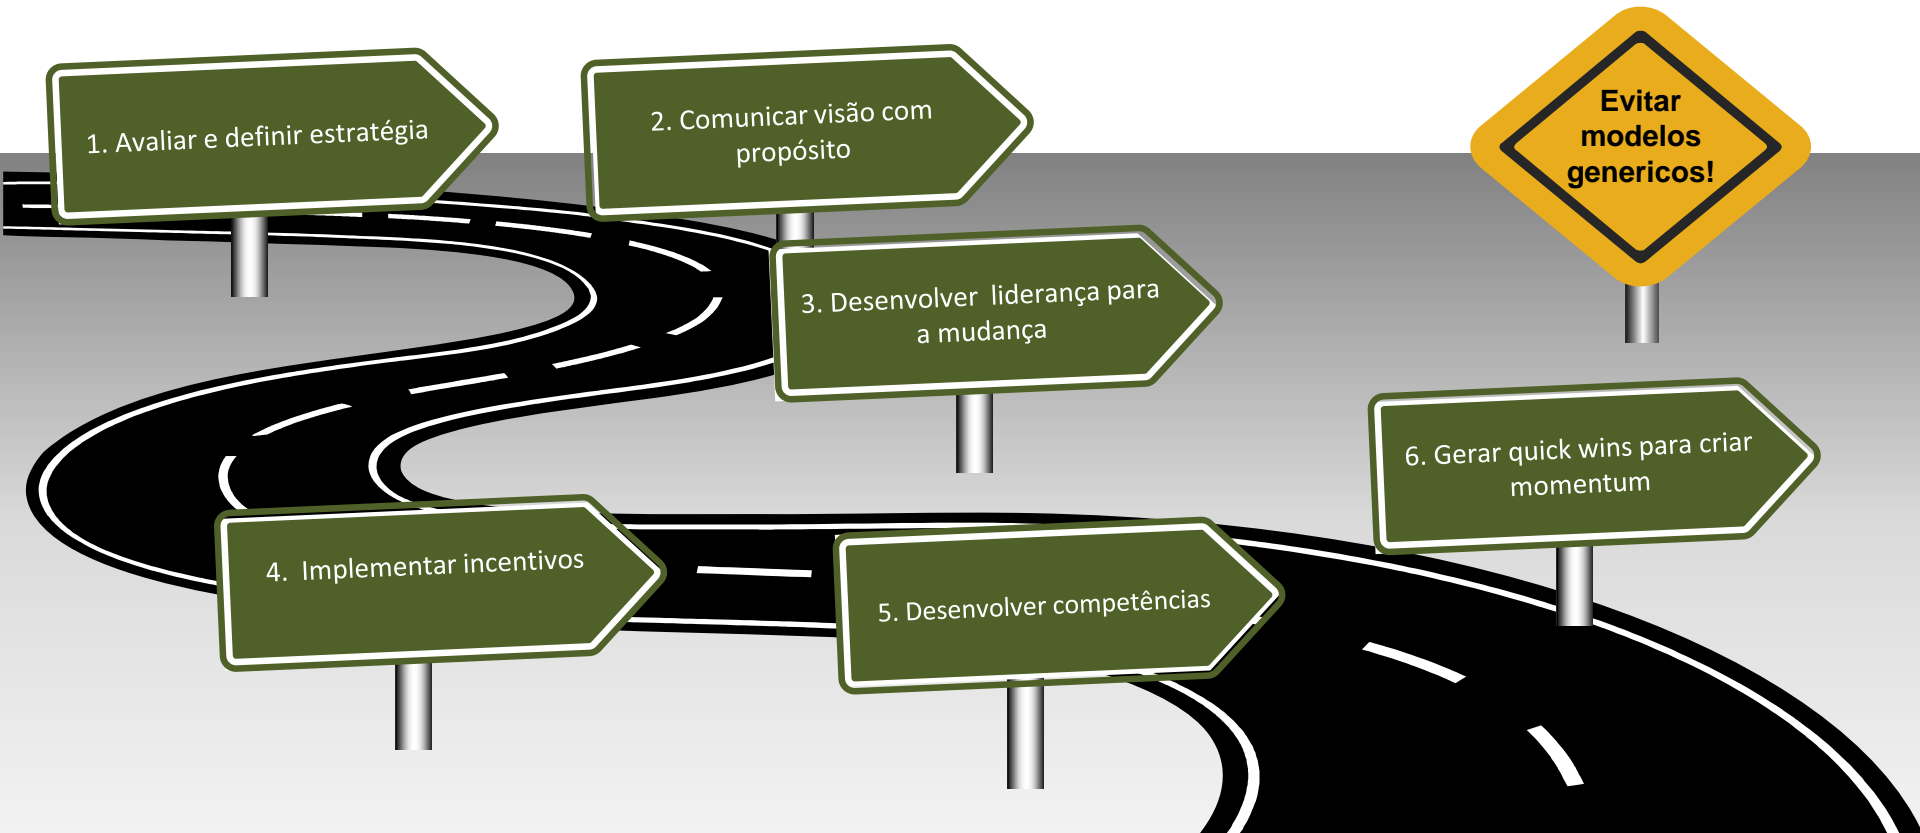 1. Avaliar e definir estratégia
2. Comunicar visão com
propósito
Evitar
modelos
genericos!
3. Desenvolver  liderança para
a mudança
6. Gerar quick wins para criar
momentum
4.  Implementar incentivos
5. Desenvolver competências